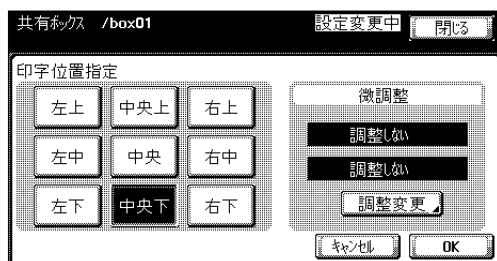 共有ボックス /box01 設定変更中 閉じる
印字位置指定
微調整
左上 中央上 右上
調整しない
左中 中央 右中
調整しない
左下 中央下 右下
調整変更
キャンセル OK